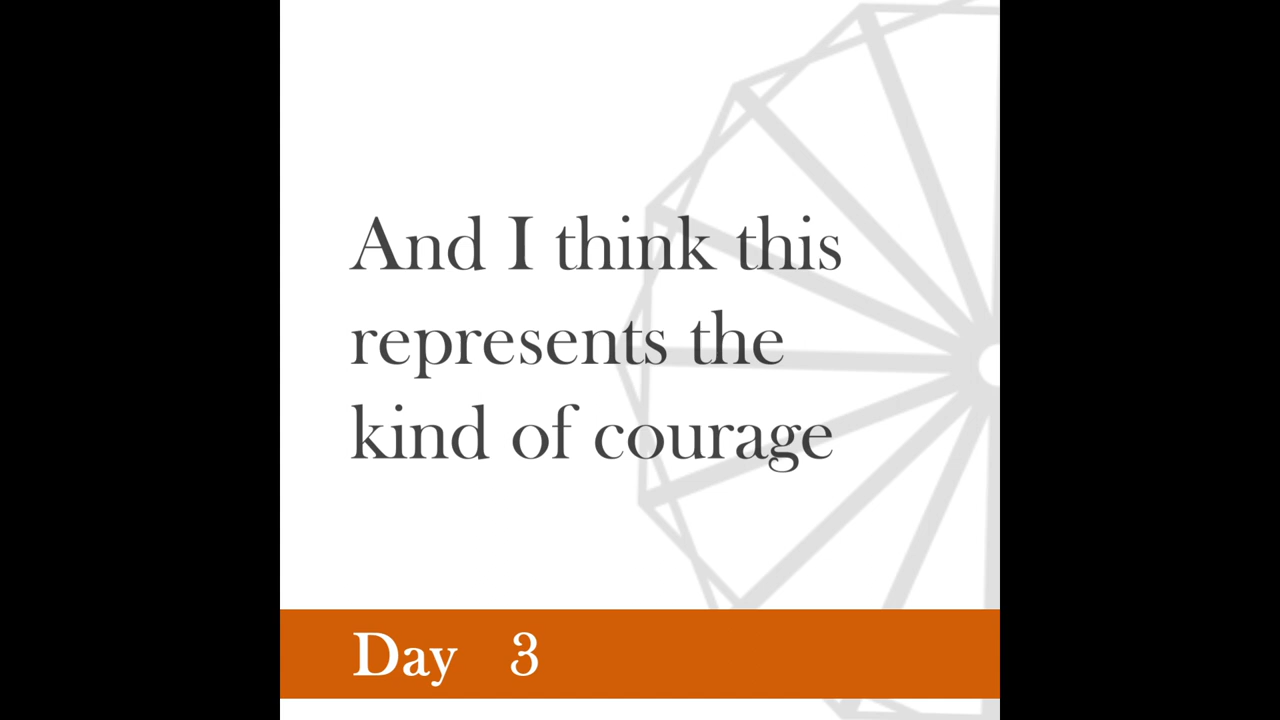 And I think this
represents the
kind of courage
Day 3